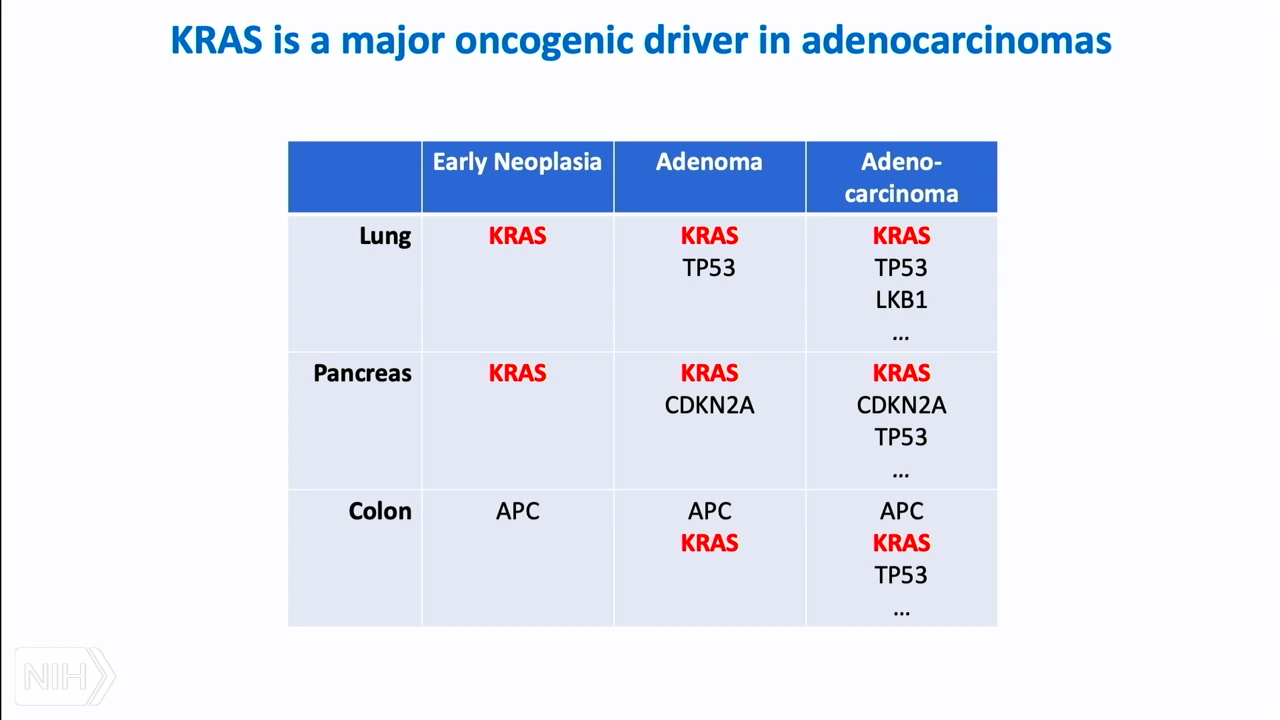 KRAS is a major oncogenic driver in adenocarcinomas
Early Neoplasia
Adenoma
Adeno-
carcinoma
Lung
KRAS
KRAS
TP53
KRAS
TP53
LKB1
...
Pancreas
KRAS
KRAS
CDKN2A
KRAS
CDKN2A
TP53
...
Colon
APC
APC
KRAS
APC
KRAS
TP53
...
NIH